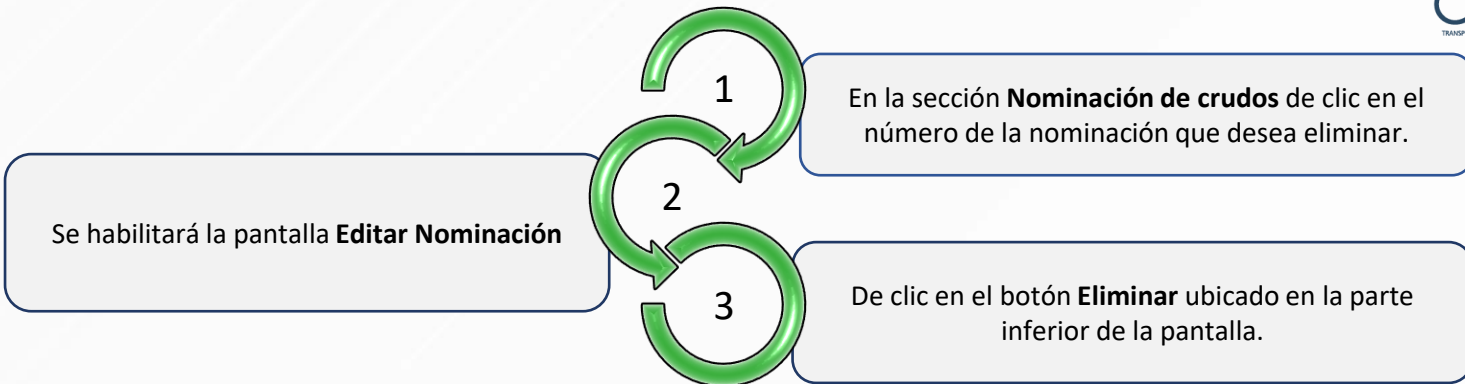 TRANSP
1
En la sección Nominación de crudos de clic en el
número de la nominación que desea eliminar.
2
Se habilitará la pantalla Editar Nominación
3
De clic en el botón Eliminar ubicado en la parte
inferior de la pantalla.